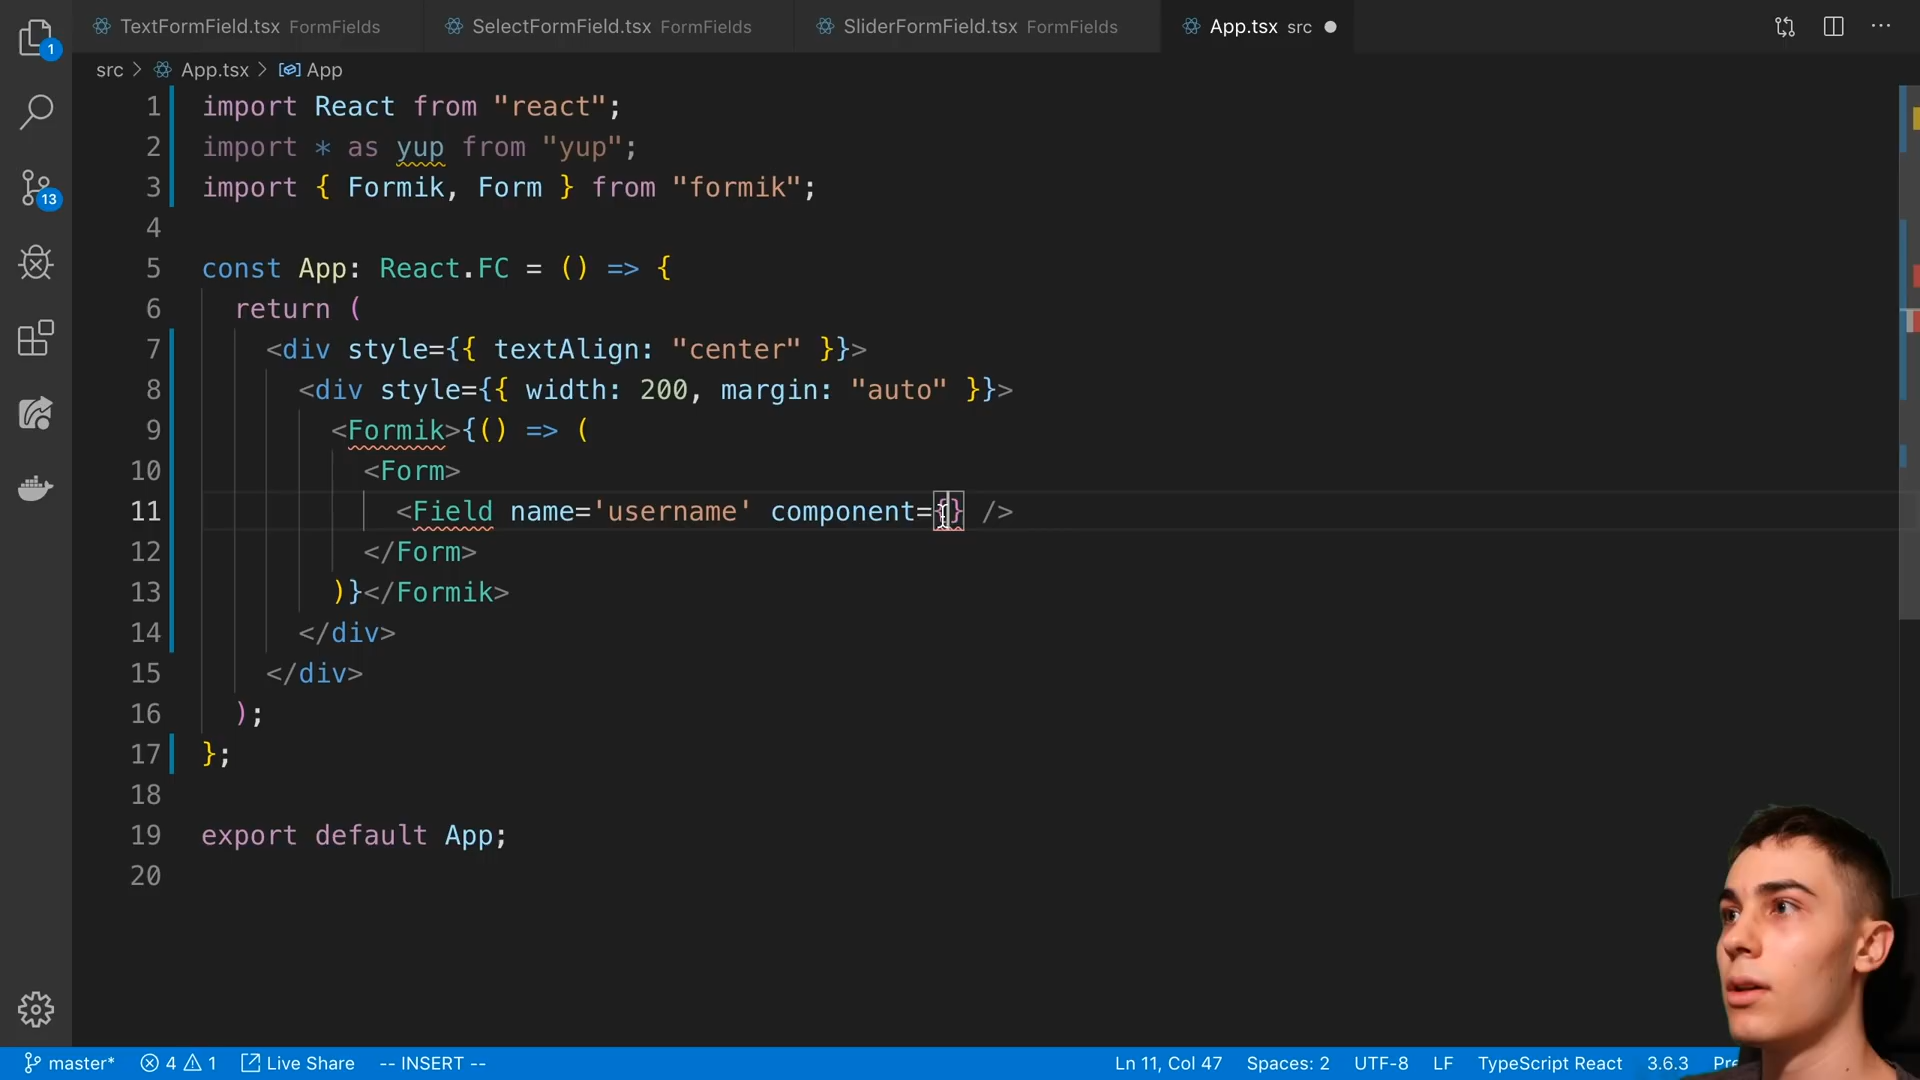 TextFormField.tsx FormFields SelectFormField.tsx FormFields SliderFormField.tsx FormFields App.tsx src
1
src > App.tsx > App
1 import React from "react";
2 import * as yup from "yup";
3 import { Formik, Form } from "formik";
4
5 const App: React.FC = () => {
6 return (
7 <div style={{ textAlign: "center" }}>
8 <div style={{ width: 200, margin: "auto" }}>
9 <Formik>{() => (
10 <Form>
11 <Field name='username' component={} />
12 </Form>
13 )}</Formik>
14 </div>
15 </div>
16 );
17 };
18
19 export default App;
20
13
master* 4 1 Live Share -- INSERT -- Ln 11, Col 47 Spaces: 2 UTF-8 LF TypeScript React 3.6.3